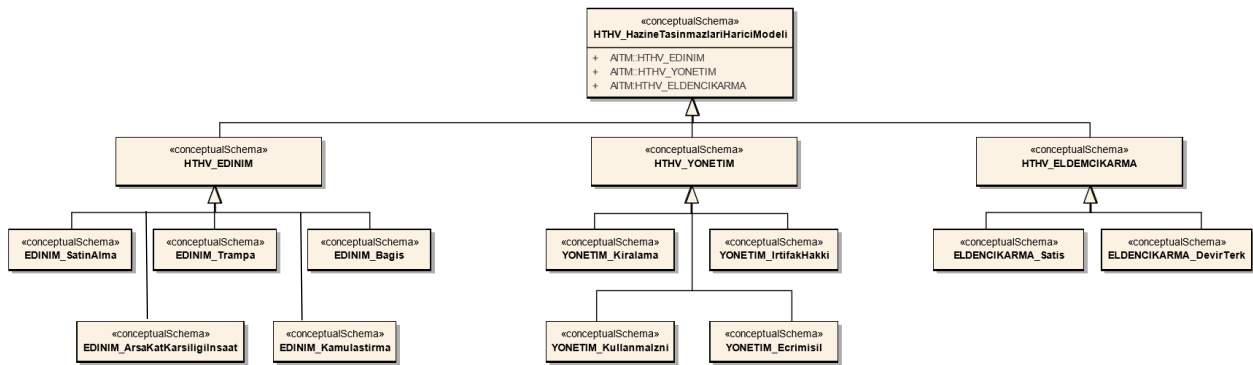 «conceptualSchema»
HTHV_HazineTasinmazlariHariciModeli
+ AITM::HTHV_EDINIM
+ AITM::HTHV_YONETIM
+ AITM:HTHV_ELDENCIKARMA
«conceptualSchema»
HTHV_EDINIM
«conceptualSchema»
HTHV_YONETIM
«conceptualSchema»
HTHV_ELDEMCIKARMA
«conceptualSchema»
EDINIM_SatinAlma
«conceptualSchema»
EDINIM_Trampa
«conceptualSchema»
EDINIM_Bagis
«conceptualSchema»
YONETIM_Kiralama
«conceptualSchema»
YONETIM_IrtifakHakki
«conceptualSchema»
ELDENCIKARMA_Satis
«conceptualSchema»
ELDENCIKARMA_DevirTerk
«conceptualSchema»
EDINIM_ArsaKatKarsiligiInsaat
«conceptualSchema»
EDINIM_Kamulastirma
«conceptualSchema»
YONETIM_KullanmaIzni
«conceptualSchema»
YONETIM_Ecrimisil